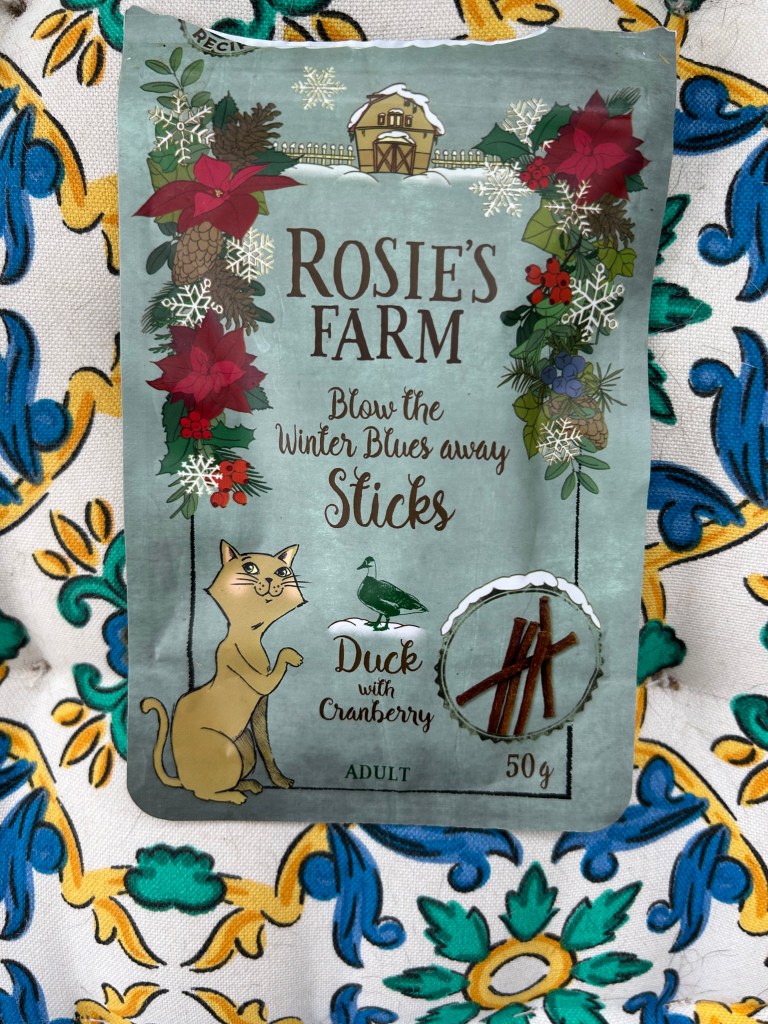 ROSIE'S
FARM
Blow the
Winter Blues away
Sticks
Duck
with
Cranberry
ADULT
50g